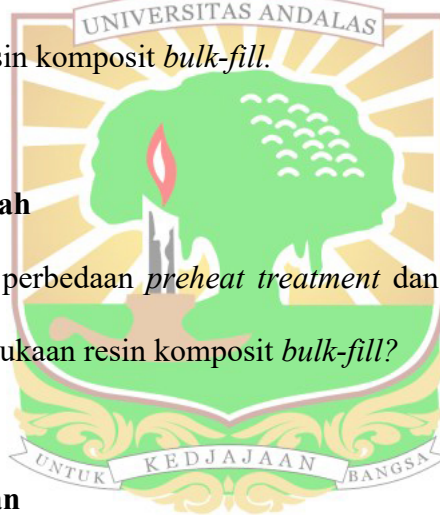 UNIVERSITAS ANDALAS
sin komposit bulk-fill.
ah
perbedaan preheat treatment dan
ukaan resin komposit bulk-fill?
UNTUK KEDJAJAAN BANGSA
an